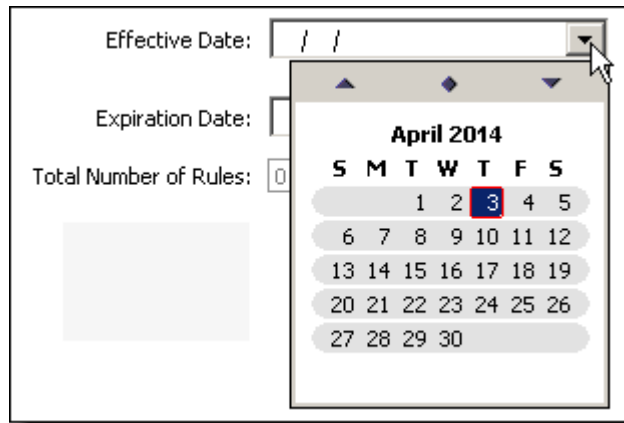 Effective Date: / /
Expiration Date:
April 2014
S M T W T F S
1 2 3 4 5
Total Number of Rules: 0
6 7 8 9 10 11 12
13 14 15 16 17 18 19
20 21 22 23 24 25 26
27 28 29 30